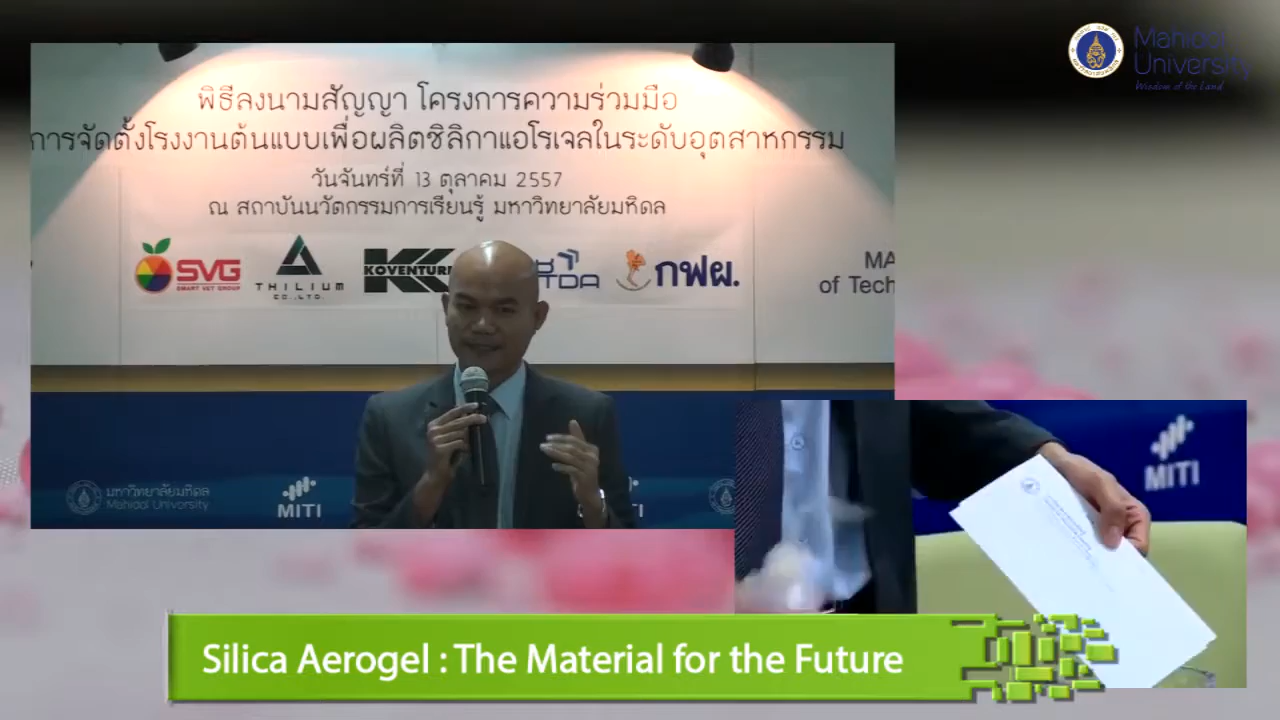 Mahidol
University
Wisdom of the Land
พิธีลงนามสัญญา โครงการความร่วมมือ
การจัดตั้งโรงงานต้นแบบเพื่อผลิตซิลิกาแอโรเจลในระดับอุตสาหกรรม
วันจันทร์ที่ 13 ตุลาคม 2557
ณ สถาบันนวัตกรรมการเรียนรู้ มหาวิทยาลัยมหิดล
SVG
SMART VET GROUP
THILIUM
CO.,LTD.
KOVENTURE
TDA
กฟผ.
MA
of Tech
มหาวิทยาลัยมหิดล
Mahidol University
MITI
TI
MITI
Silica Aerogel : The Material for the Future